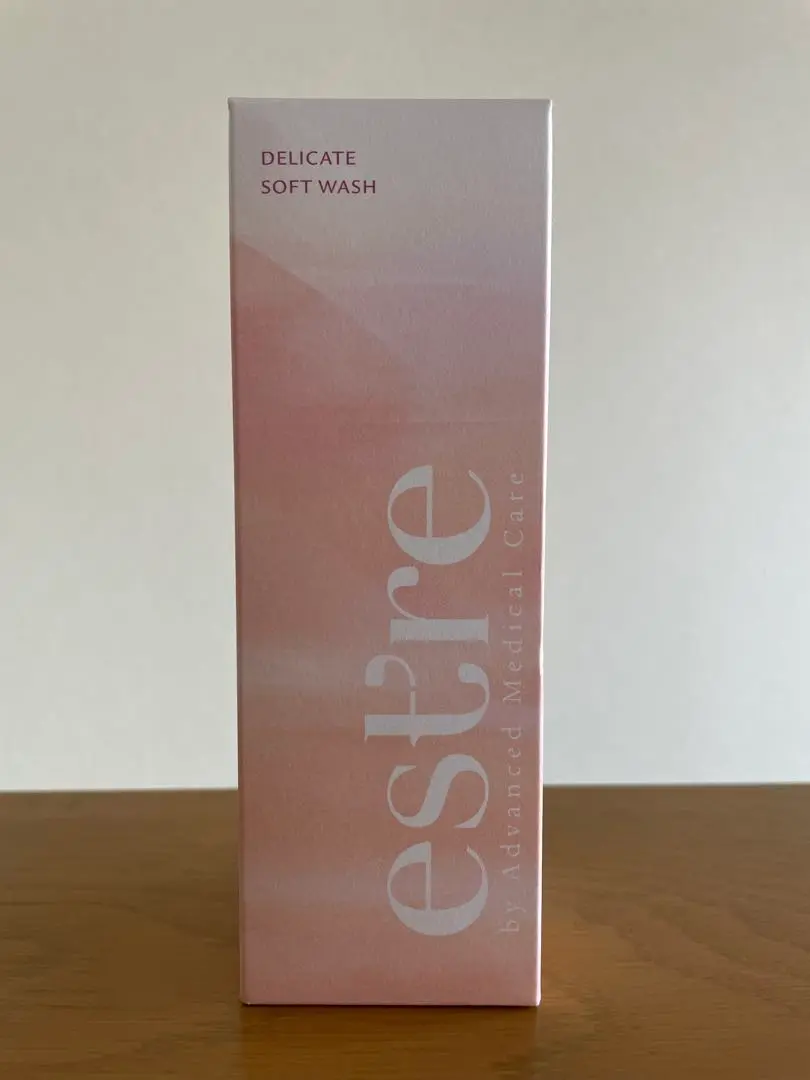 DELICATE
SOFT WASH
estre
by Advanced Medical Care